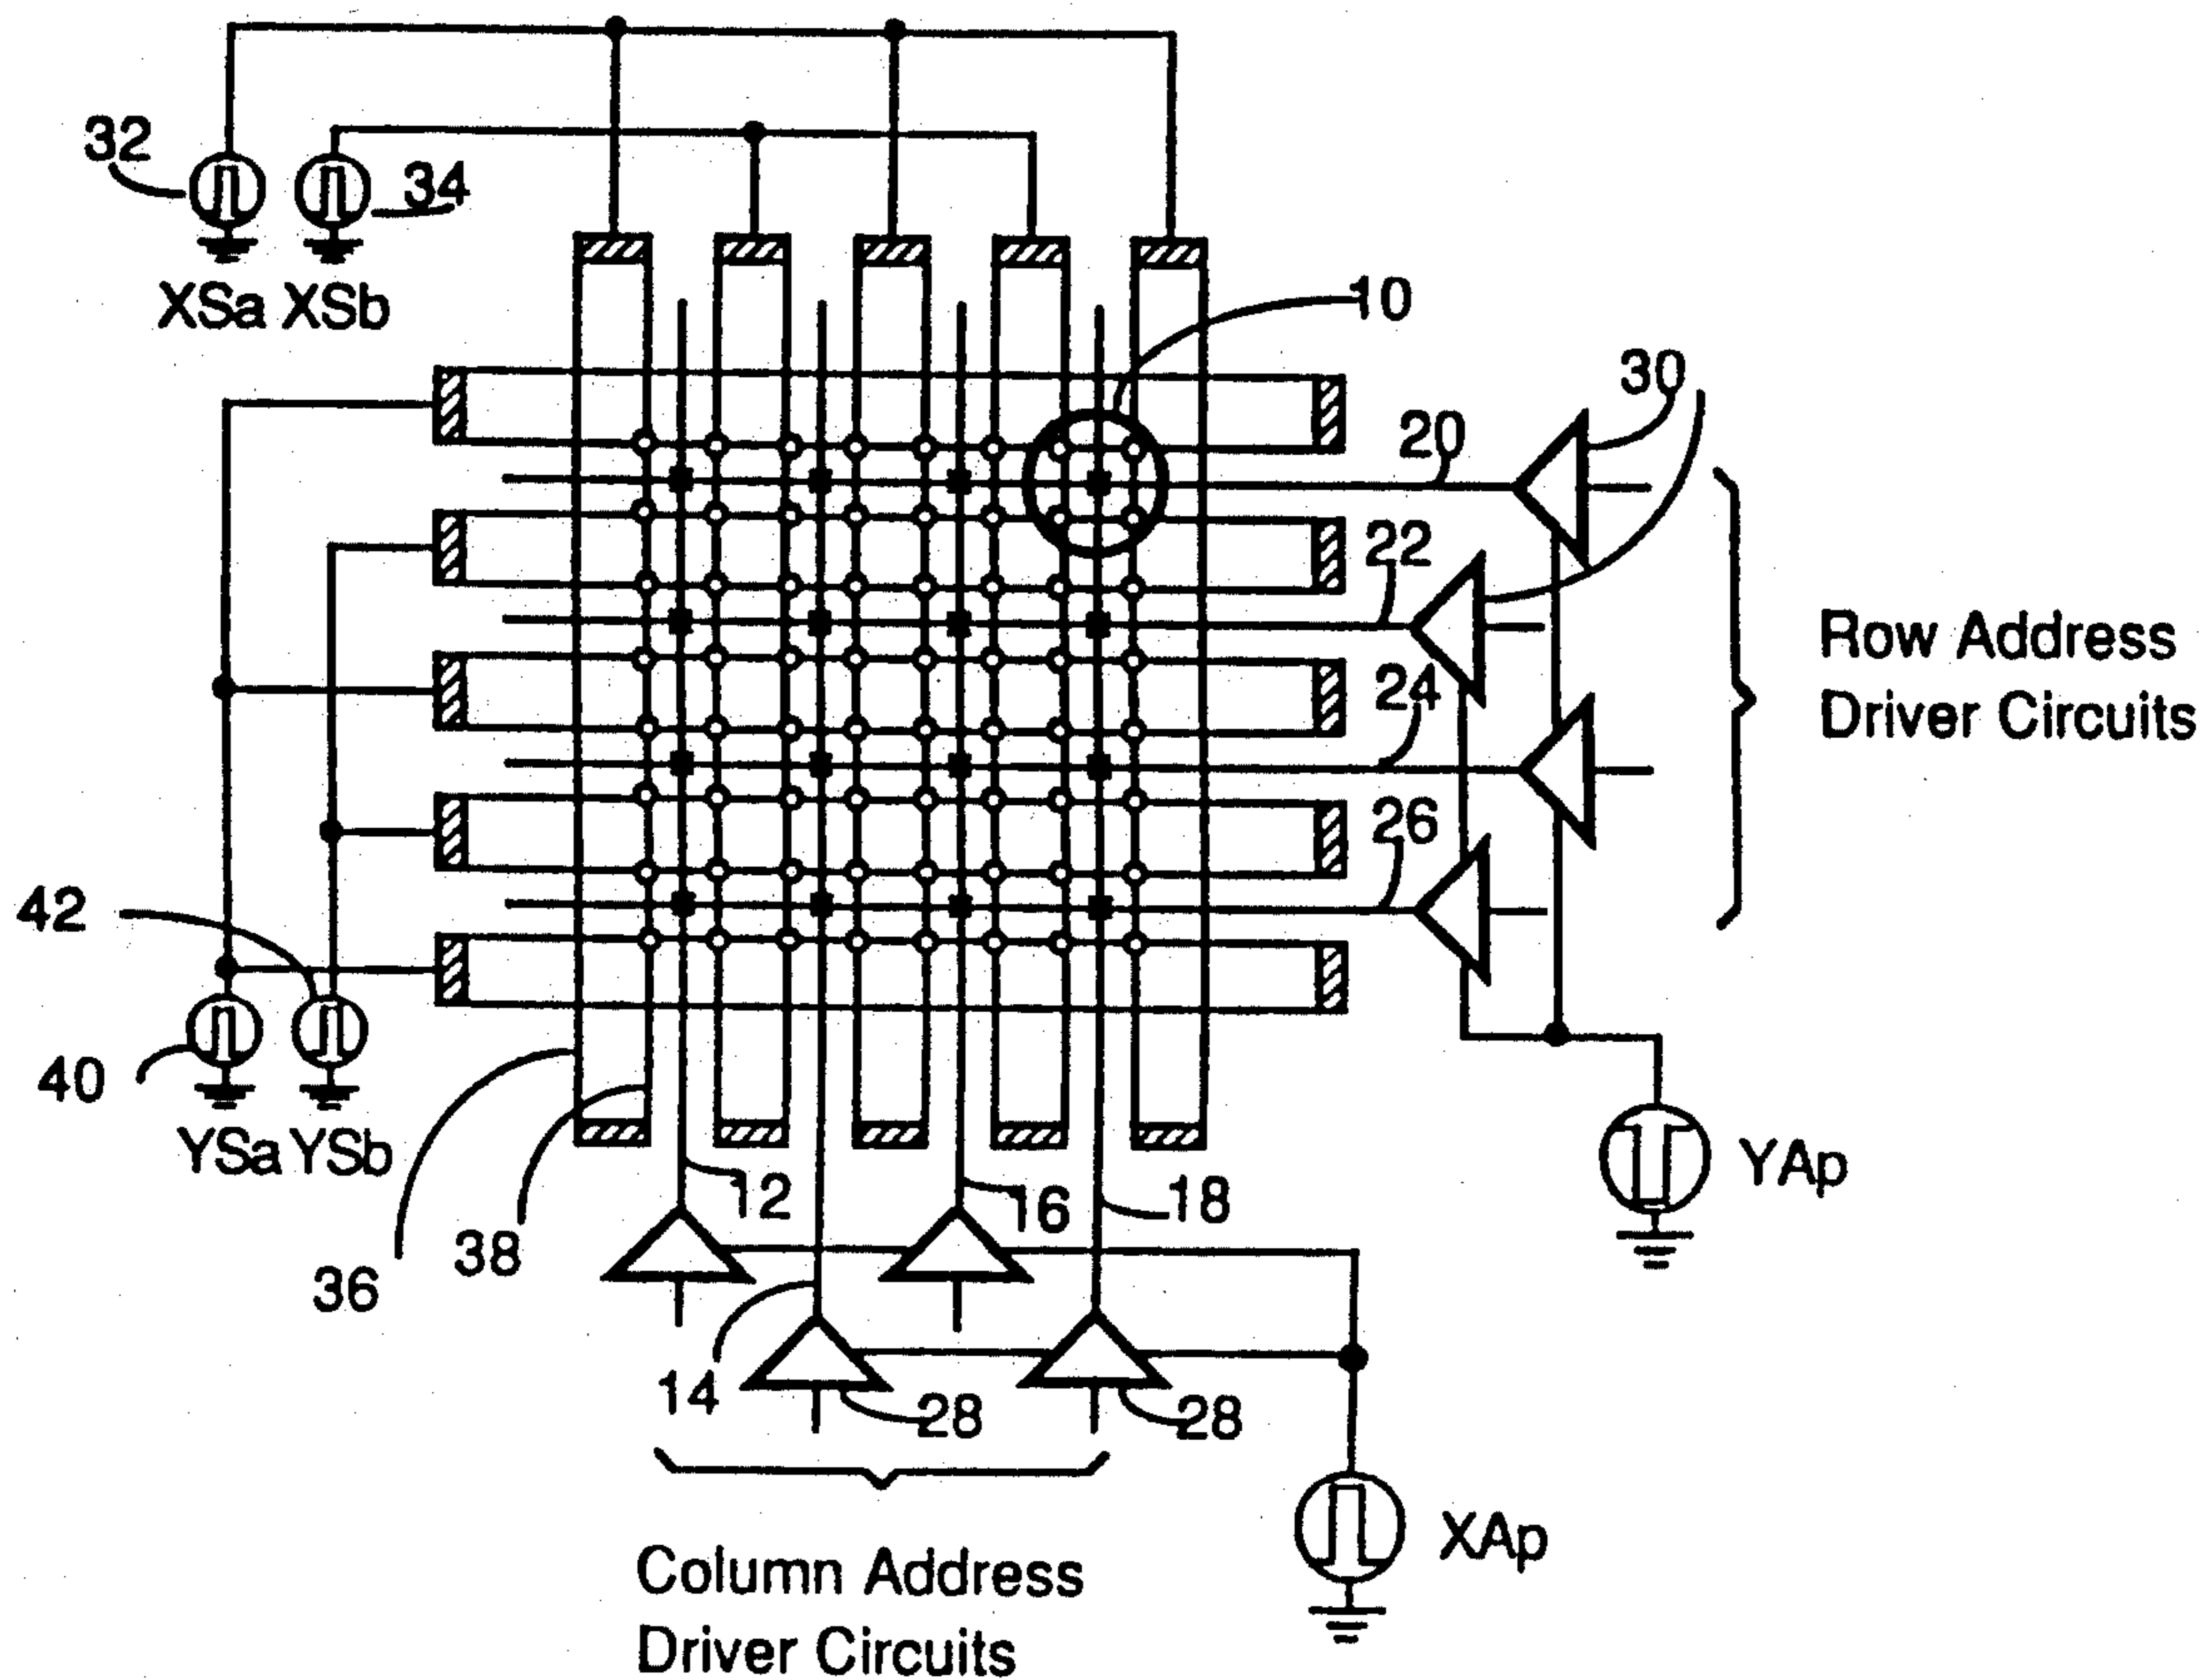 32
34
XSa XSb
10
30
20
22
Row Address
Driver Circuits
24
26
42
40
YSa YSb
YAp
12
16
18
38
36
14
28
28
XAp
Column Address
Driver Circuits